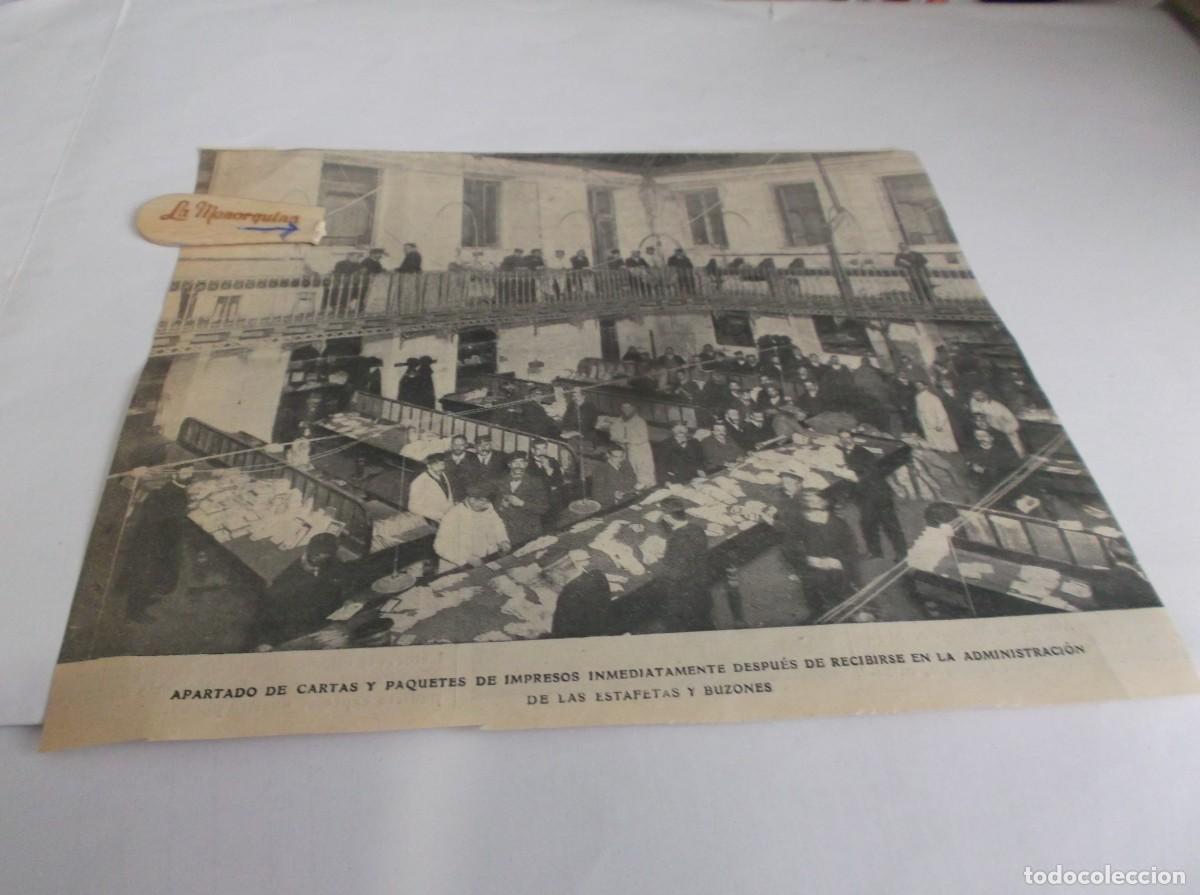 La Menorquina
APARTADO DE CARTAS Y PAQUETES DE IMPRESOS INMEDIATAMENTE DESPUÉS DE RECIBIRSE EN LA ADMINISTRACIÓN
DE LAS ESTAFETAS Y BUZONES
todocoleccion